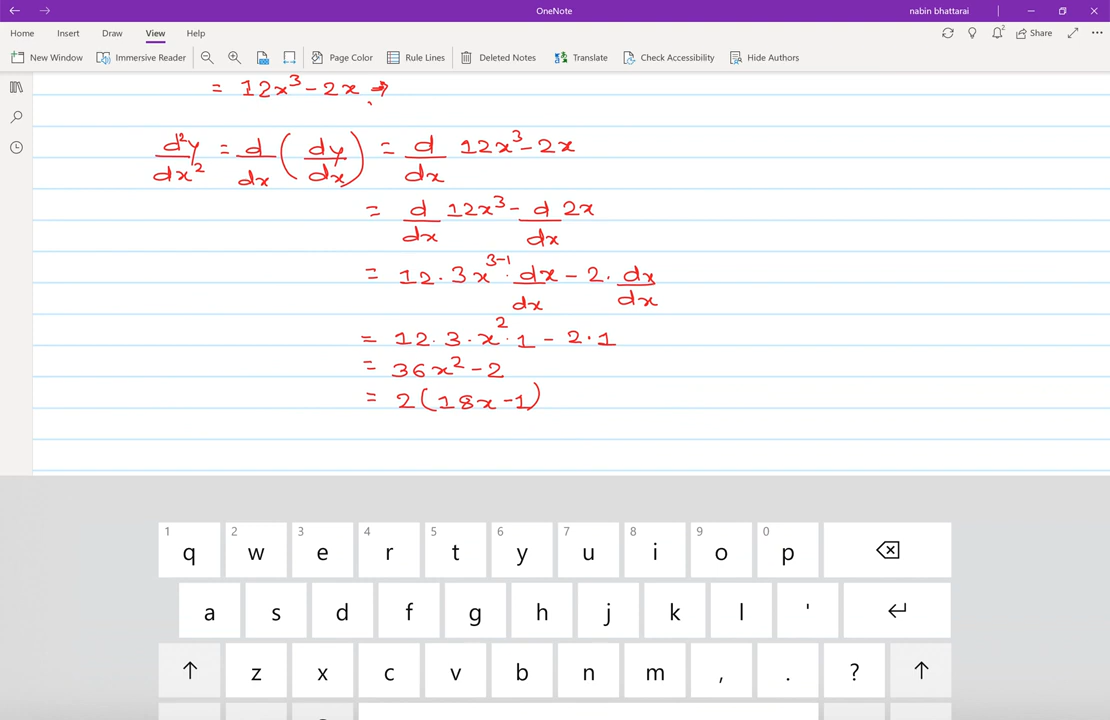 OneNote
nabin bhattarai
Home Insert Draw View Help
2 Share
New Window Immersive Reader Page Color Rule Lines Deleted Notes Translate Check Accessibility Hide Authors
= 12x³ - 2x →
d²y/dx² = d/dx (dy/dx) = d/dx 12x³ - 2x
= d/dx 12x³ - d/dx 2x
= 12 · 3x³⁻¹ · dx/dx - 2 · dx/dx
= 12 · 3 · x² · 1 - 2 · 1
= 36x² - 2
= 2(18x - 1)
1 2 3 4 5 6 7 8 9 0
q w e r t y u i o p
a s d f g h j k l '
z x c v b n m , . ?